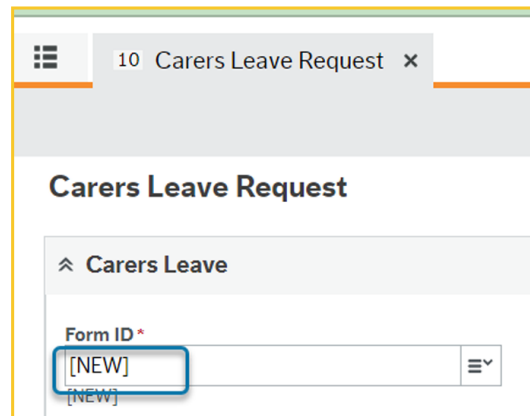 10 Carers Leave Request ×
Carers Leave Request
Carers Leave
Form ID *
[NEW]
[NEW]